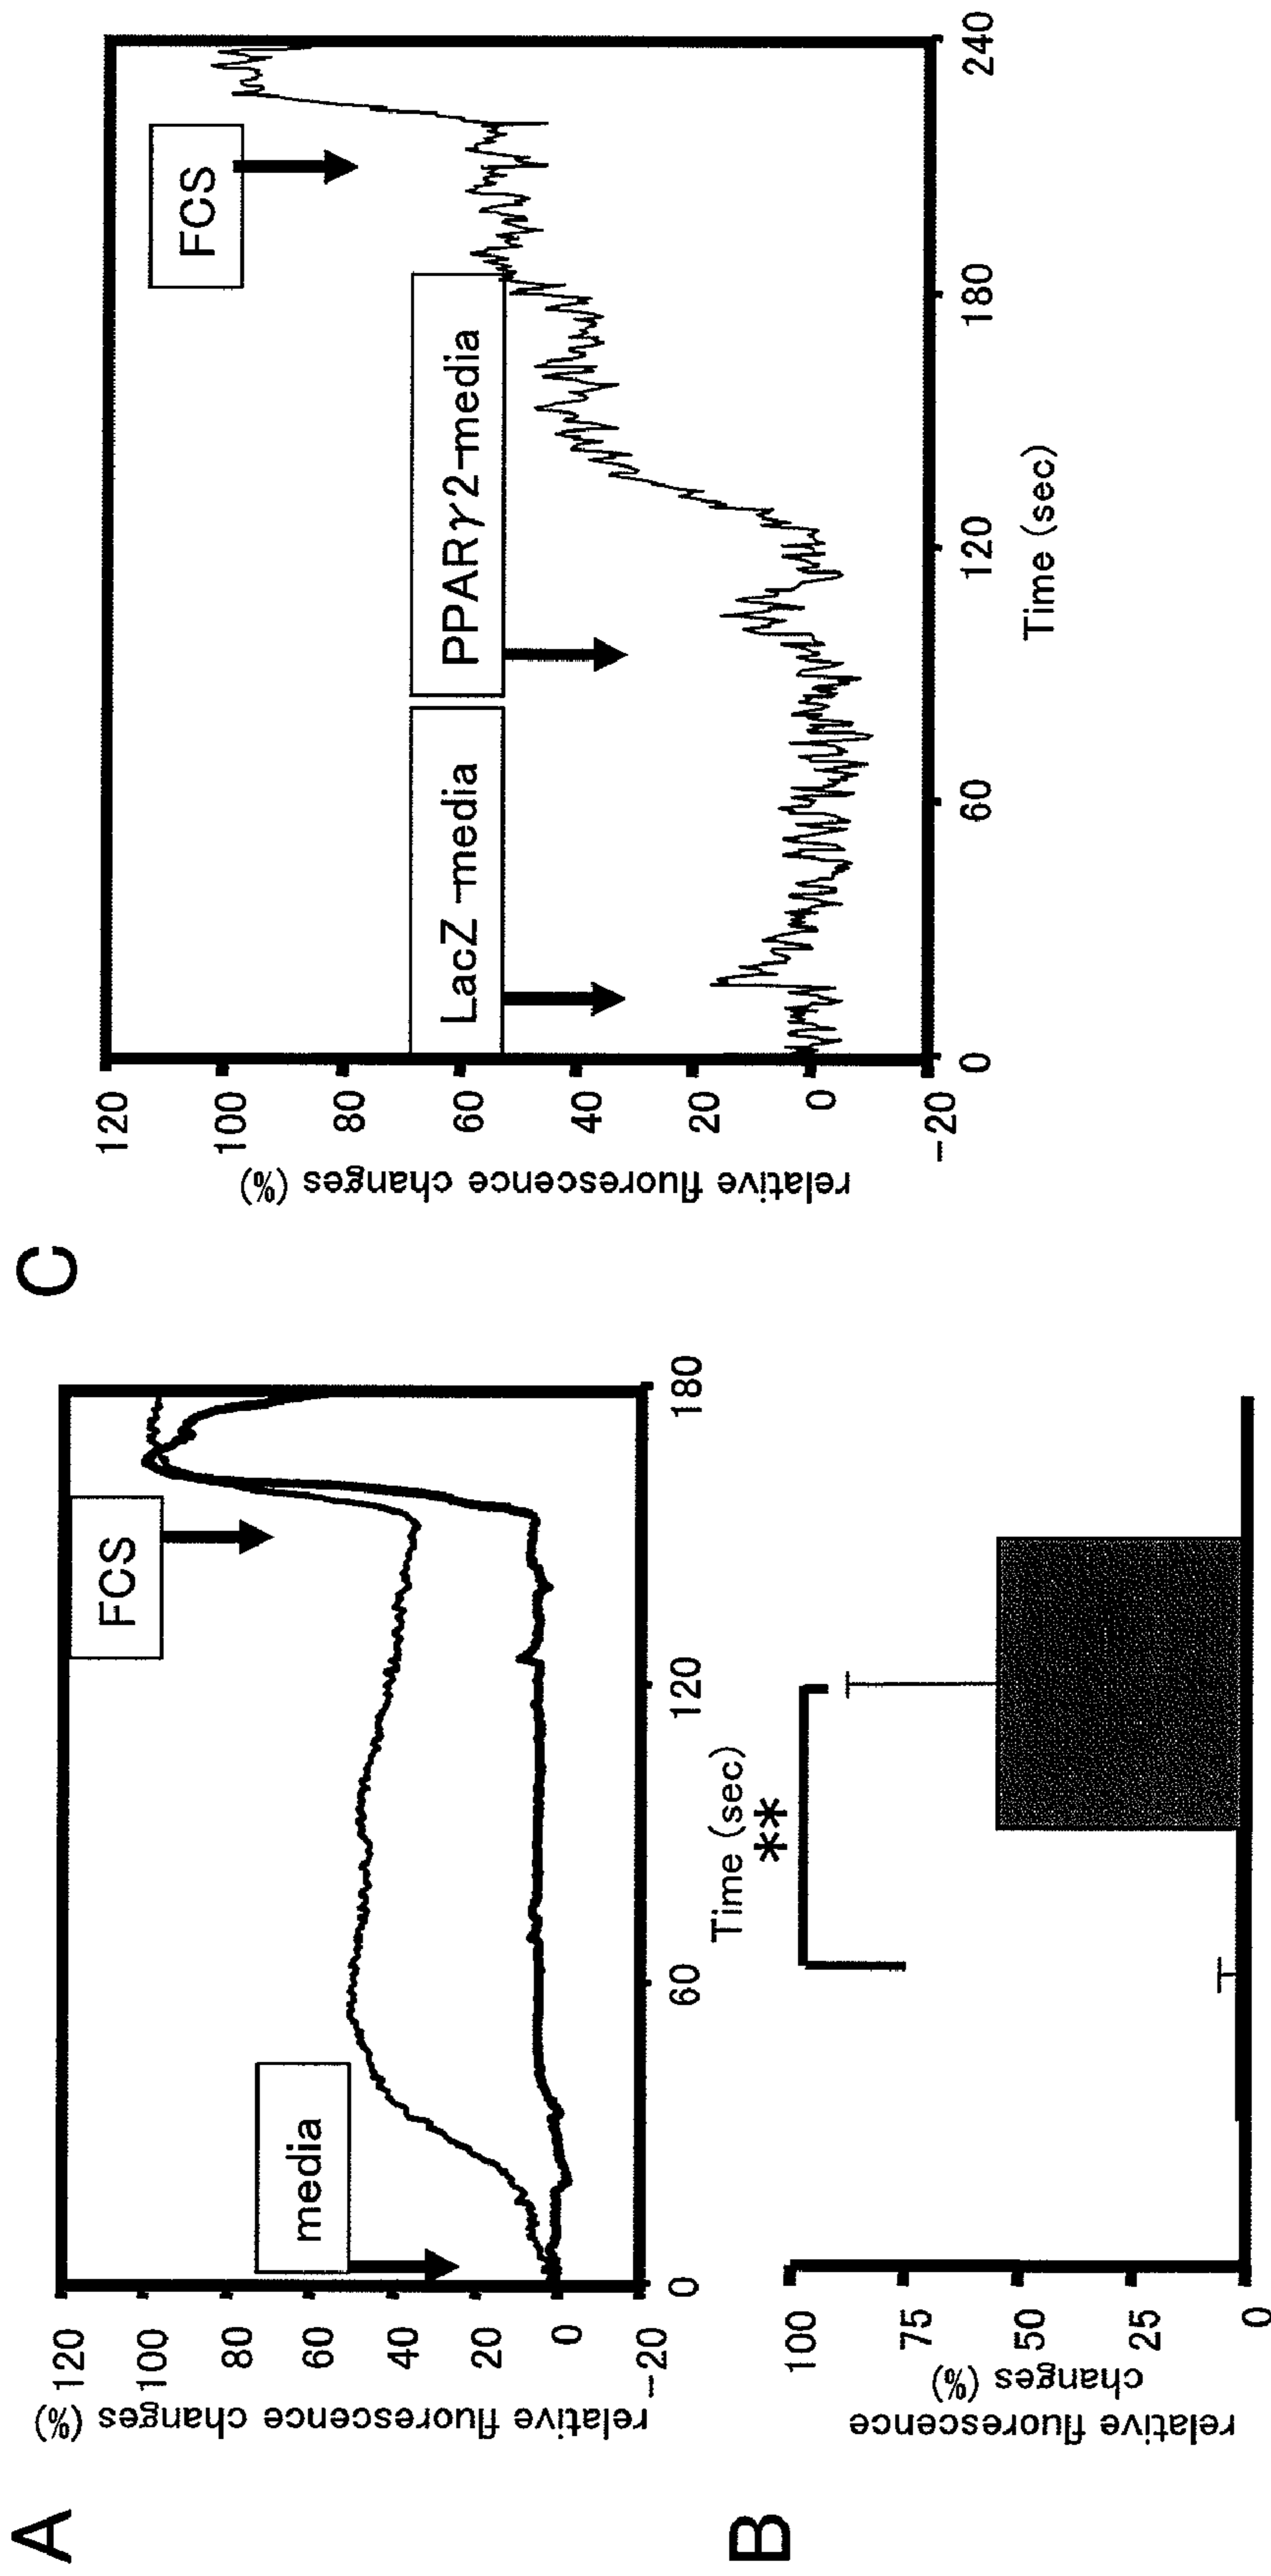 A
relative fluorescence changes (%)
120
100
80
60
40
20
0
-20
media
FCS
0
60
120
180
Time (sec)
B
relative fluorescence
changes (%)
100
75
50
25
0
**
C
relative fluorescence changes (%)
120
100
80
60
40
20
0
-20
LacZ-media
PPARγ2-media
FCS
0
60
120
180
240
Time (sec)